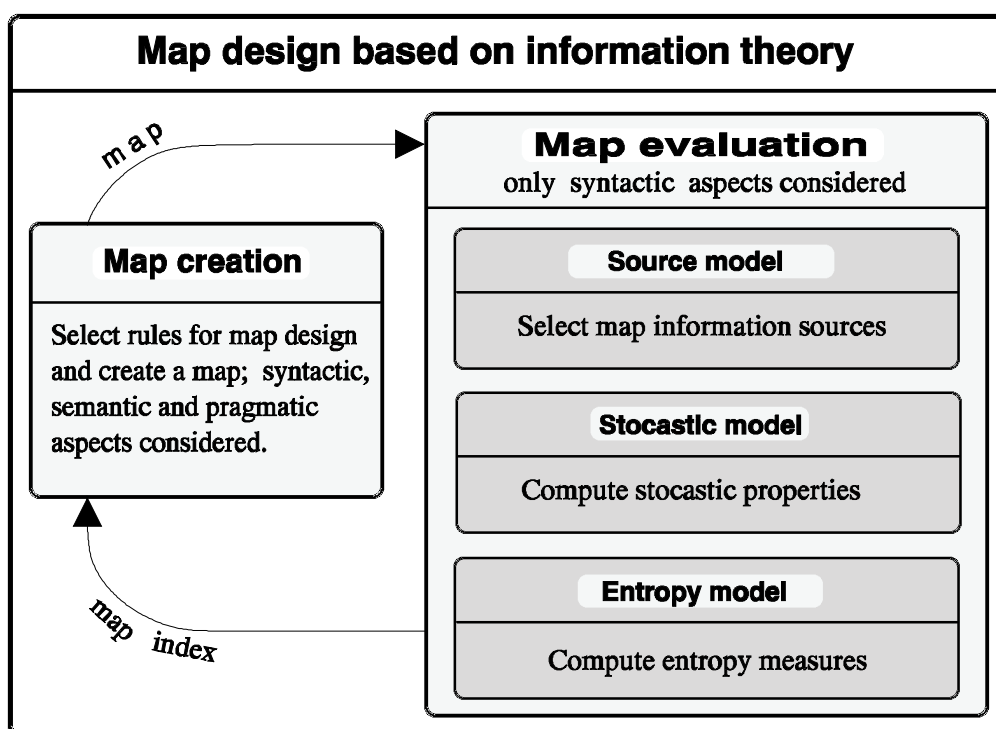 Map design based on information theory
map
Map evaluation
only syntactic aspects considered
Map creation
Select rules for map design
and create a map; syntactic,
semantic and pragmatic
aspects considered.
Source model
Select map information sources
Stocastic model
Compute stocastic properties
Entropy model
Compute entropy measures
map index